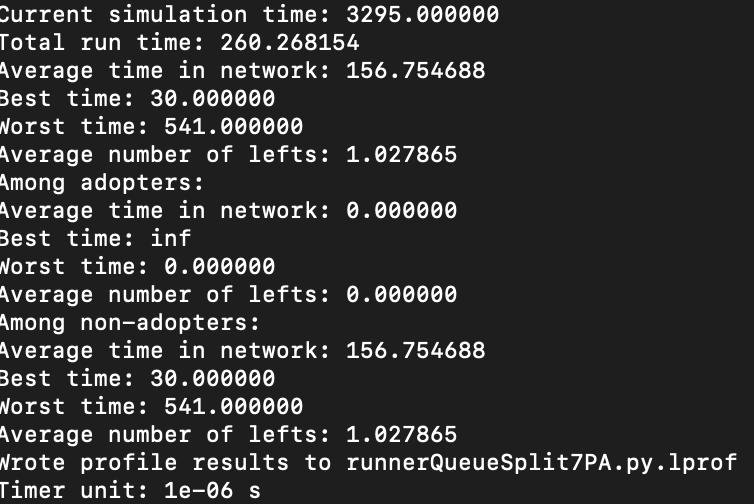 Current simulation time: 3295.000000
Total run time: 260.268154
Average time in network: 156.754688
Best time: 30.000000
Worst time: 541.000000
Average number of lefts: 1.027865
Among adopters:
Average time in network: 0.000000
Best time: inf
Worst time: 0.000000
Average number of lefts: 0.000000
Among non-adopters:
Average time in network: 156.754688
Best time: 30.000000
Worst time: 541.000000
Average number of lefts: 1.027865
Wrote profile results to runnerQueueSplit7PA.py.lprof
Timer unit: 1e-06 s